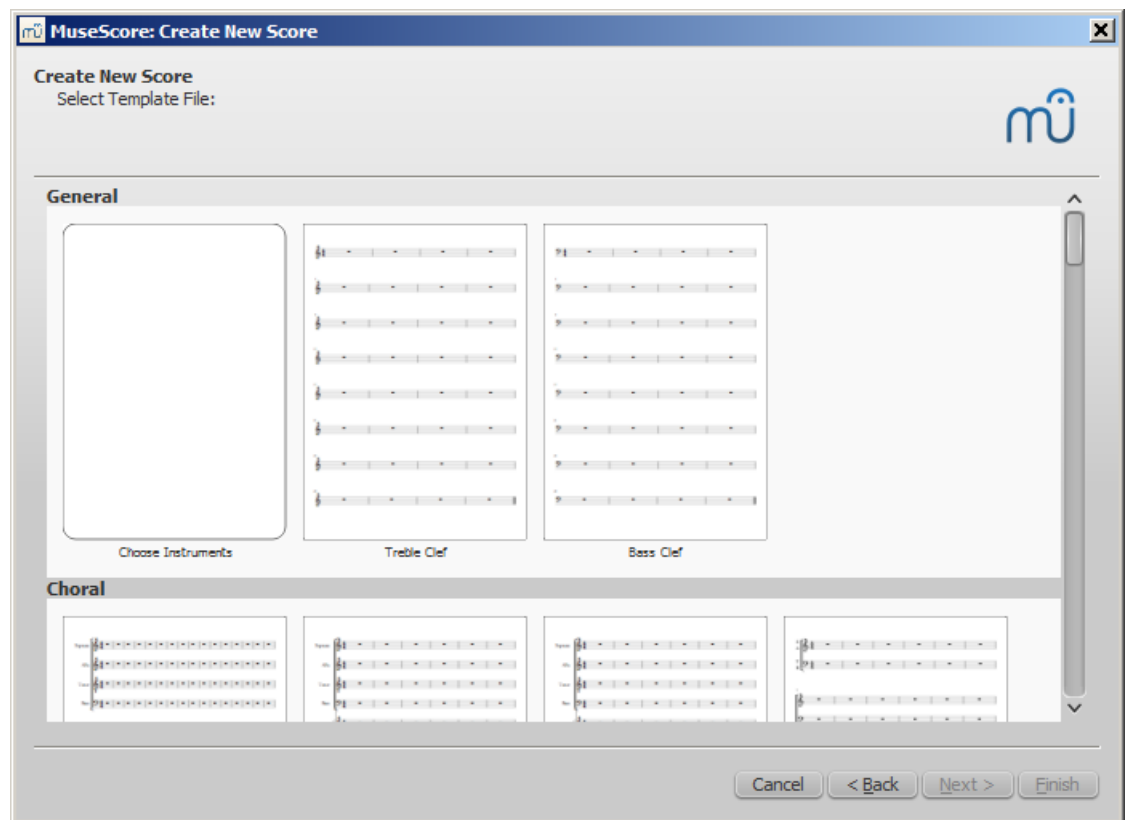 MuseScore: Create New Score
Create New Score
Select Template File:
General
Choose Instruments
Treble Clef
Bass Clef
Choral
Cancel
< Back
Next >
Finish